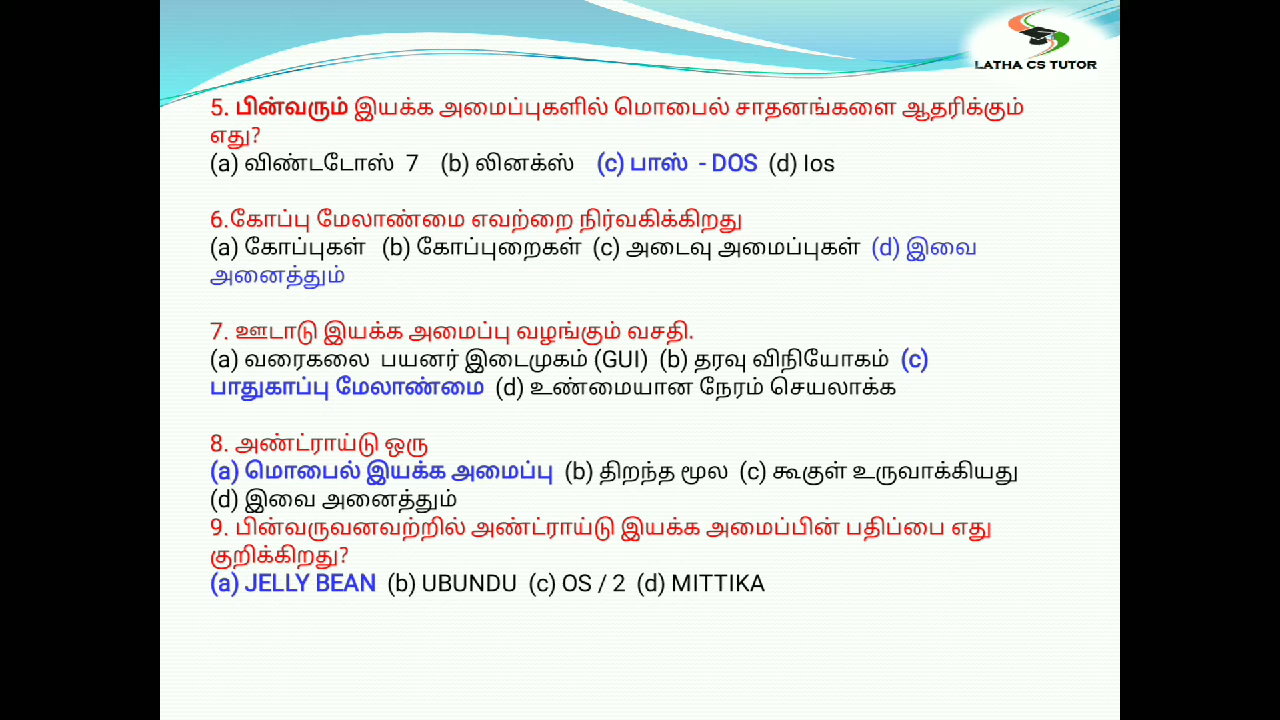 LATHA CS TUTOR
5. பின்வரும் இயக்க அமைப்புகளில் மொபைல் சாதனங்களை ஆதரிக்கும்
எது?
(a) விண்டடோஸ் 7 (b) லினக்ஸ் (c) பாஸ் - DOS (d) Ios
6.கோப்பு மேலாண்மை எவற்றை நிர்வகிக்கிறது
(a) கோப்புகள் (b) கோப்புறைகள் (c) அடைவு அமைப்புகள் (d) இவை
அனைத்தும்
7. ஊடாடு இயக்க அமைப்பு வழங்கும் வசதி.
(a) வரைகலை பயனர் இடைமுகம் (GUI) (b) தரவு விநியோகம் (c)
பாதுகாப்பு மேலாண்மை (d) உண்மையான நேரம் செயலாக்க
8. அண்ட்ராய்டு ஒரு
(a) மொபைல் இயக்க அமைப்பு (b) திறந்த மூல (c) கூகுள் உருவாக்கியது
(d) இவை அனைத்தும்
9. பின்வருவனவற்றில் அண்ட்ராய்டு இயக்க அமைப்பின் பதிப்பை எது
குறிக்கிறது?
(a) JELLY BEAN (b) UBUNDU (c) OS / 2 (d) MITTIKA